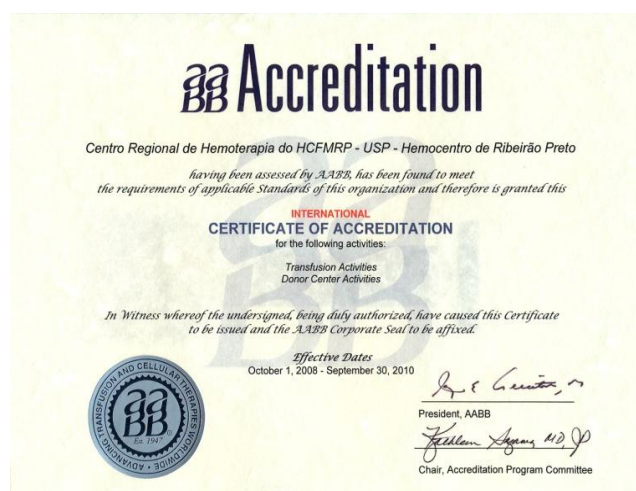 aaBB Accreditation
Centro Regional de Hemoterapia do HCFMRP - USP - Hemocentro de Ribeirão Preto
having been assessed by AABB, has been found to meet
the requirements of applicable Standards of this organization and therefore is granted this
INTERNATIONAL
CERTIFICATE OF ACCREDITATION
for the following activities:
Transfusion Activities
Donor Center Activities
In Witness whereof the undersigned, being duly authorized, have caused this Certificate
to be issued and the AABB Corporate Seal to be affixed.
Effective Dates
October 1, 2008 - September 30, 2010
ADVANCING TRANSFUSION AND CELLULAR THERAPIES WORLDWIDE
aaBB
Est. 1947
President, AABB
Kathleen MD, JD
Chair, Accreditation Program Committee